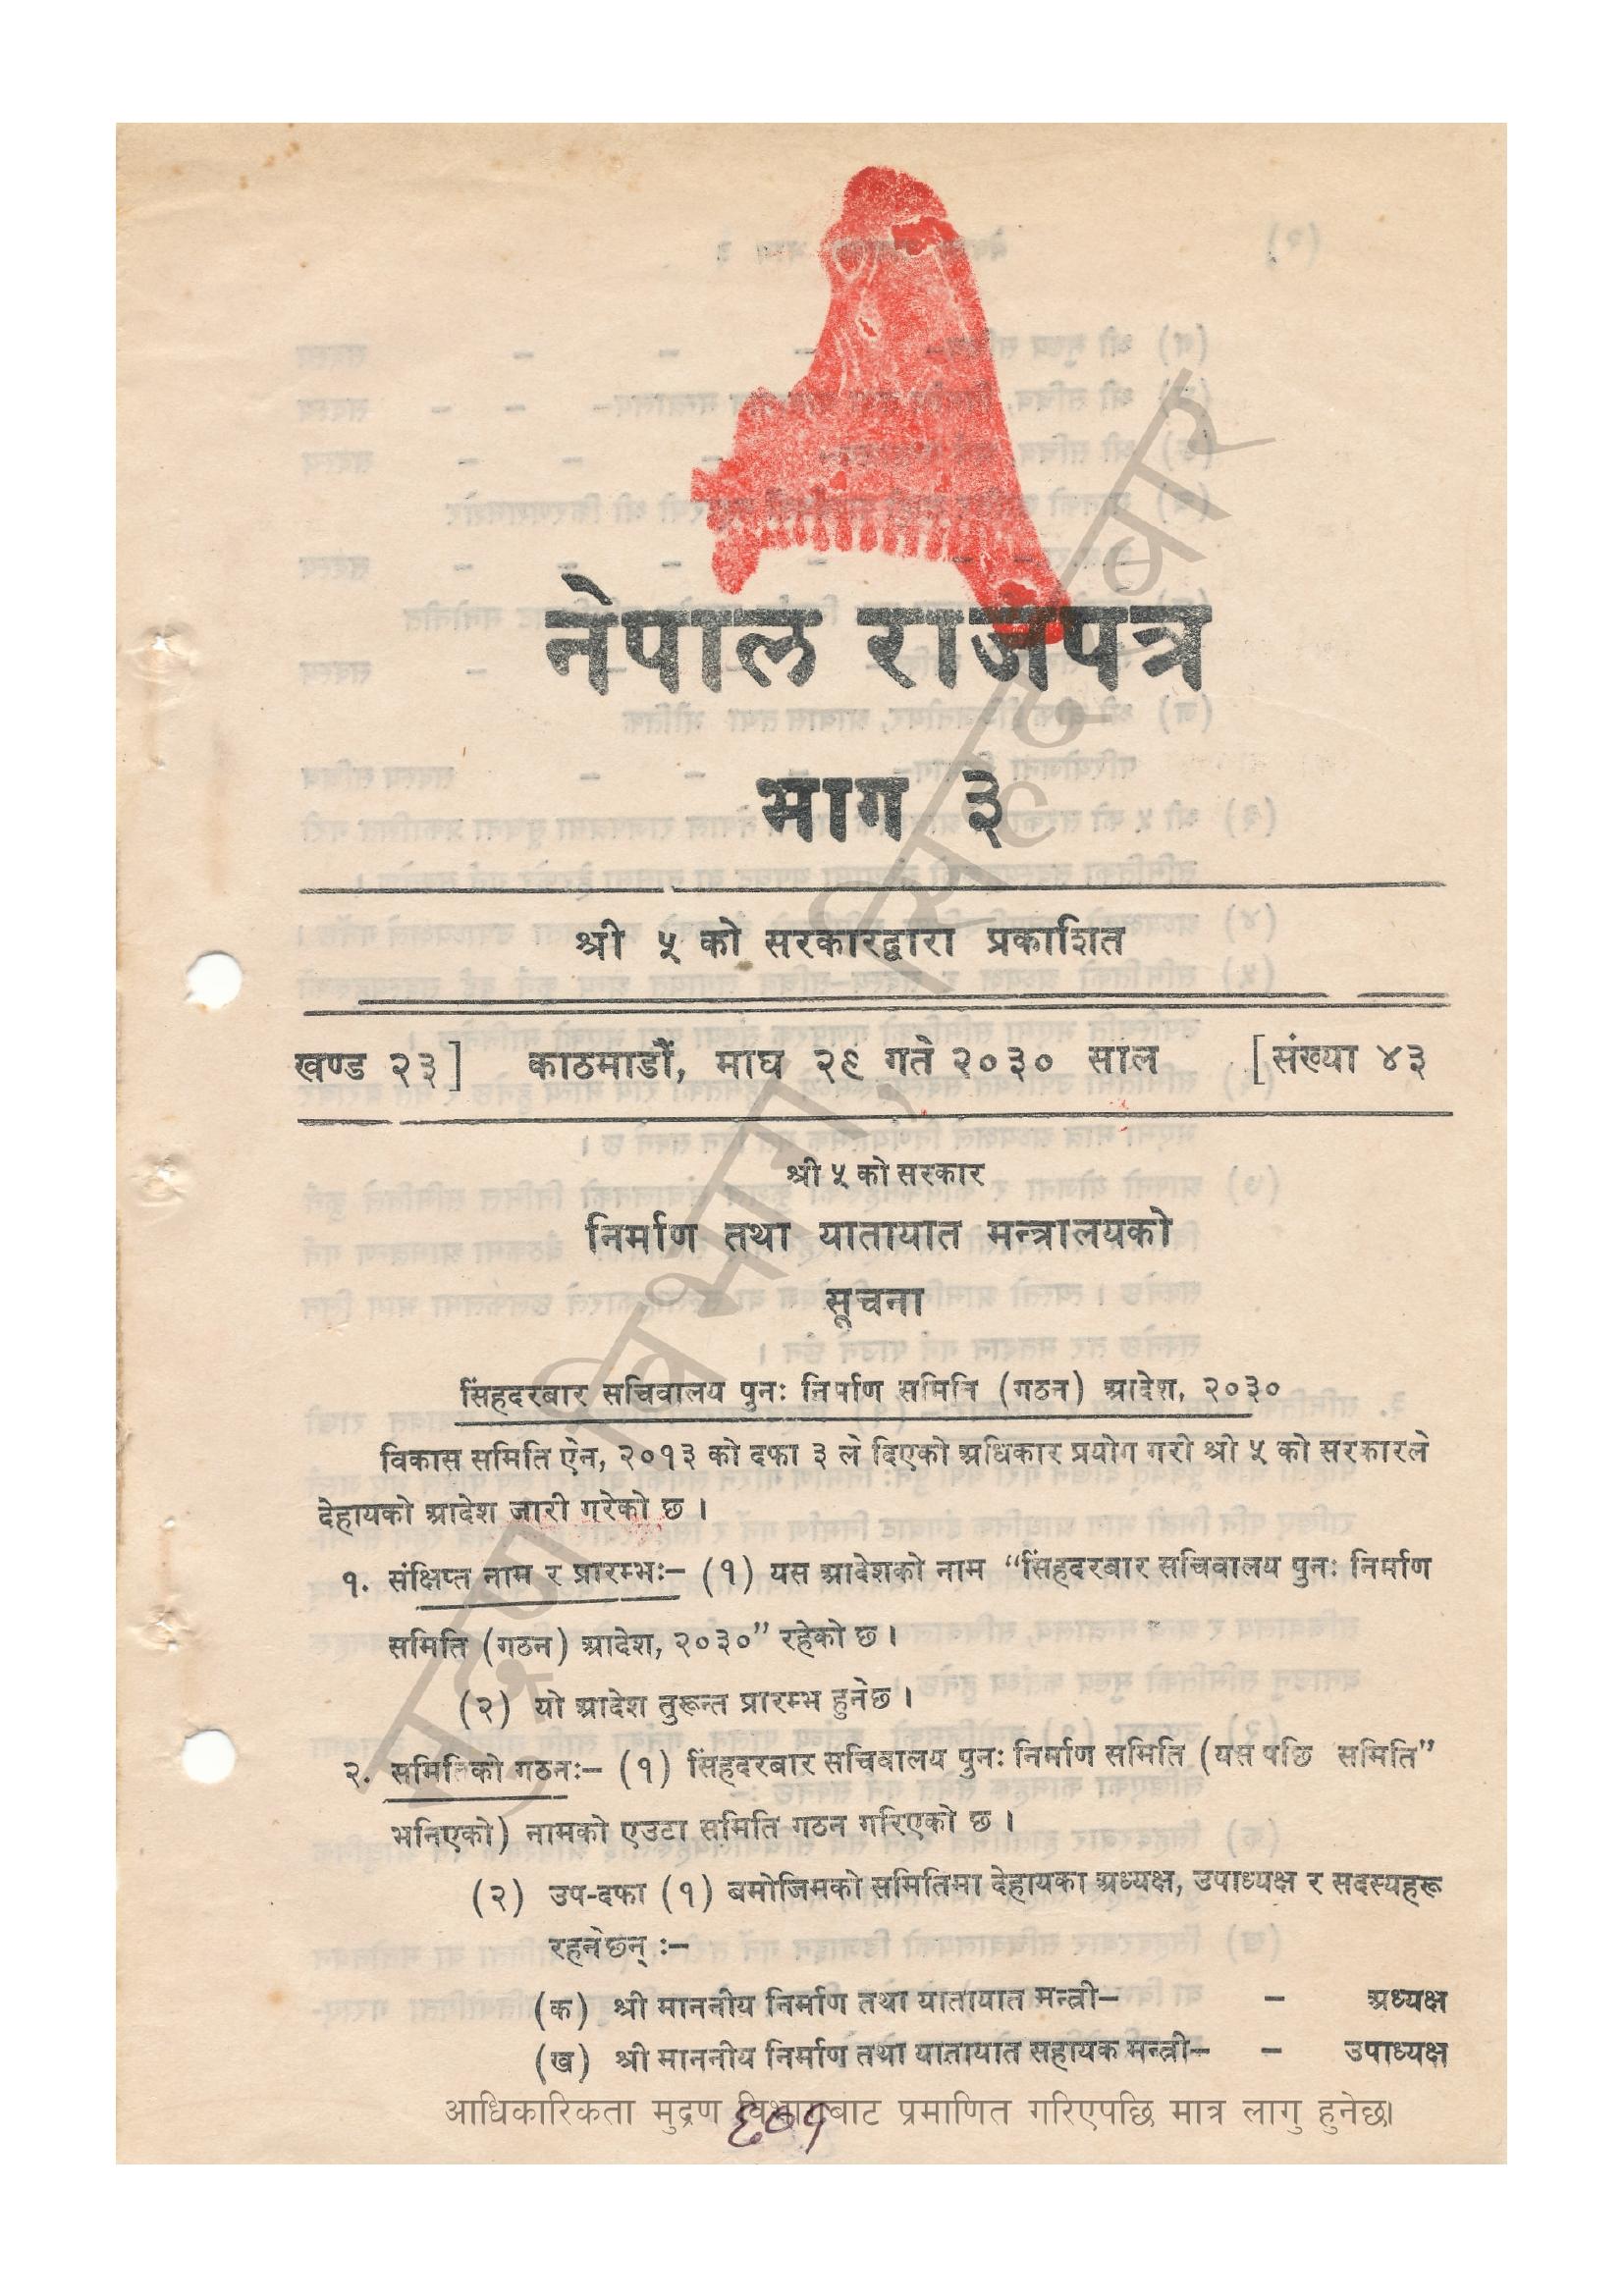 नेपाल राजपत्र
भाग ३
श्री ५ को सरकारद्वारा प्रकाशित
खण्ड २३] काठमाडौं, माघ २९ गते २०३० साल [संख्या ४३
श्री ५ को सरकार
निर्माण तथा यातायात मन्त्रालयको
सूचना
सिंहदरबार सचिवालय पुनः निर्माण समिति (गठन) आदेश, २०३०
विकास समिति ऐन, २०१३ को दफा ३ ले दिएको अधिकार प्रयोग गरी श्री ५ को सरकारले
देहायको आदेश जारी गरेको छ ।
१. संक्षिप्त नाम र प्रारम्भः– (१) यस आदेशको नाम “सिंहदरबार सचिवालय पुनः निर्माण
समिति (गठन) आदेश, २०३०” रहेको छ ।
(२) यो आदेश तुरून्त प्रारम्भ हुनेछ ।
२. समितिको गठनः– (१) सिंहदरबार सचिवालय पुनः निर्माण समिति (यस पछि समिति”
भनिएको) नामको एउटा समिति गठन गरिएको छ ।
(२) उप-दफा (१) बमोजिमको समितिमा देहायका अध्यक्ष, उपाध्यक्ष र सदस्यहरू
रहनेछन् :–
(क) श्री माननीय निर्माण तथा यातायात मन्त्री– – अध्यक्ष
(ख) श्री माननीय निर्माण तथा यातायात सहायक मन्त्री– – उपाध्यक्ष
आधिकारिकता मुद्रण विभागबाट प्रमाणित गरिएपछि मात्र लागु हुनेछ।
६०५
मुद्रण विभाग, सिंहदरबार